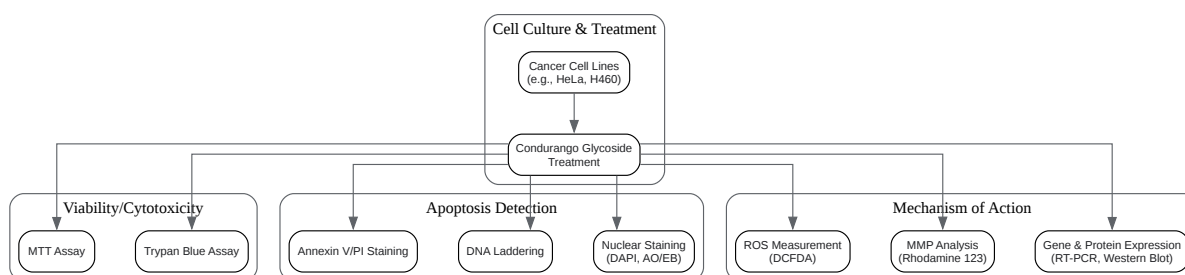 Cell Culture & Treatment
Cancer Cell Lines
(e.g., HeLa, H460)
Condurango Glycoside
Treatment
Viability/Cytotoxicity
MTT Assay
Trypan Blue Assay
Apoptosis Detection
Annexin V/PI Staining
DNA Laddering
Nuclear Staining
(DAPI, AO/EB)
Mechanism of Action
ROS Measurement
(DCFDA)
MMP Analysis
(Rhodamine 123)
Gene & Protein Expression
(RT-PCR, Western Blot)